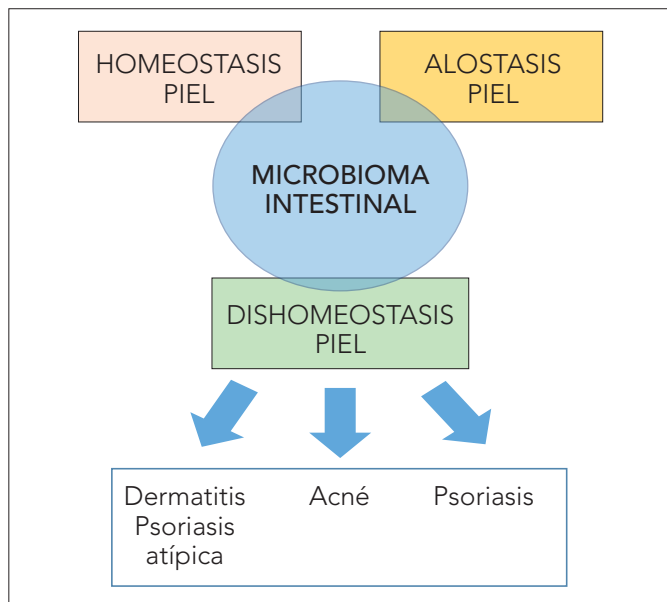 HOMEOSTASIS
PIEL
ALOSTASIS
PIEL
MICROBIOMA
INTESTINAL
DISHOMEOSTASIS
PIEL
Dermatitis
Psoriasis
atípica
Acné
Psoriasis